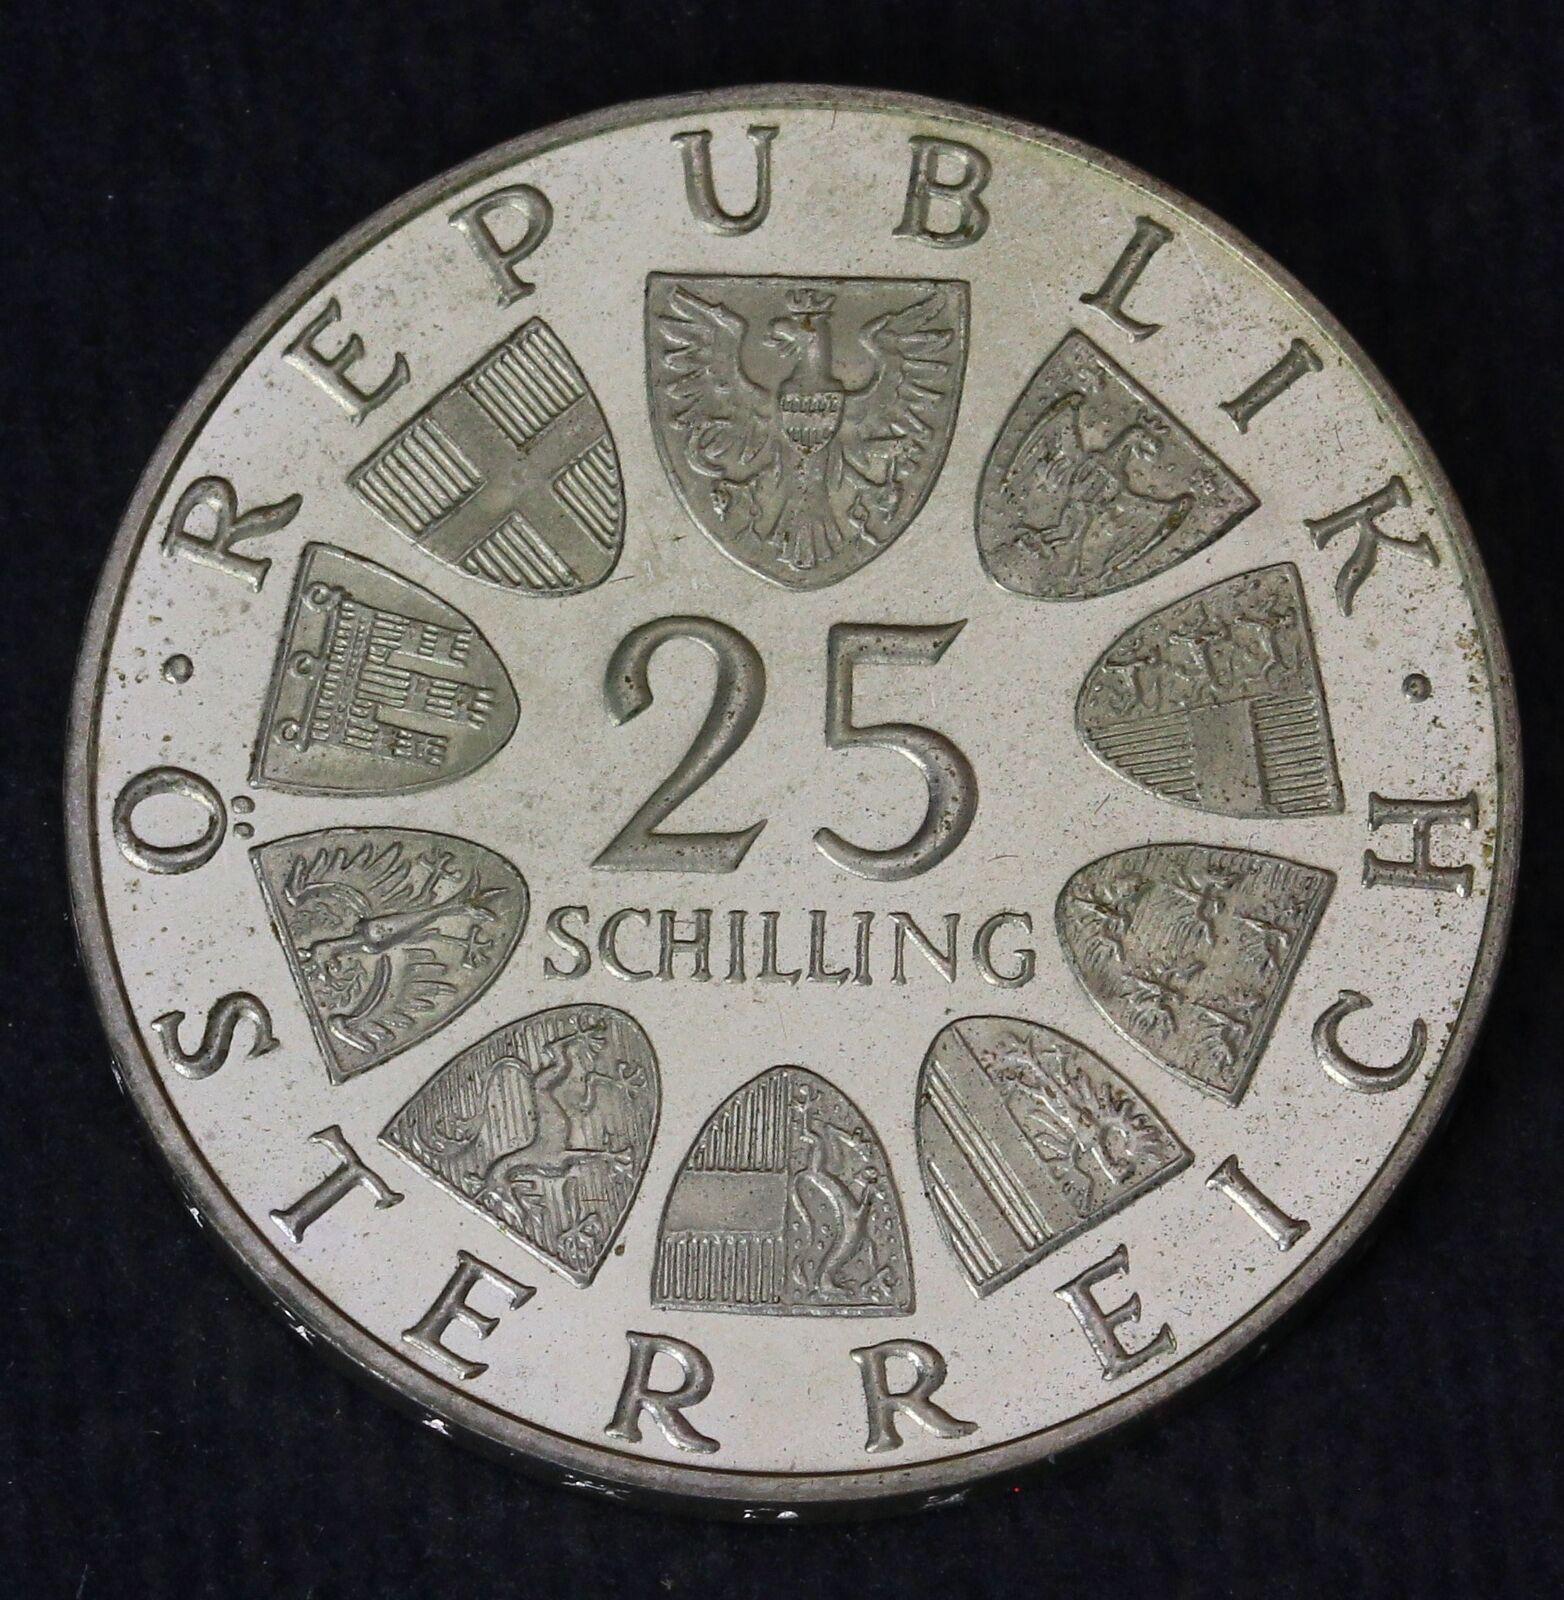 REPUBLIK · ÖSTERREICH ·
25
SCHILLING